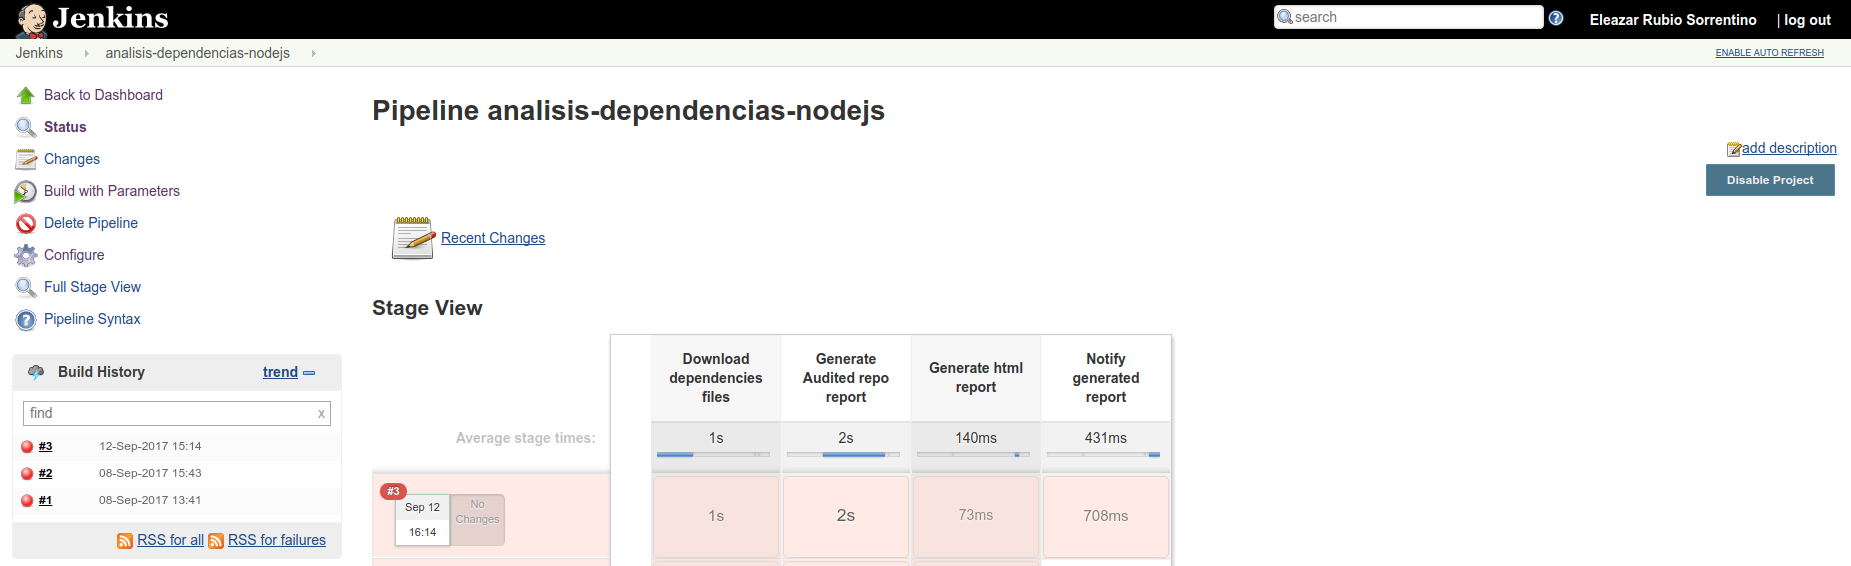 Jenkins
search
Eleazar Rubio Sorrentino
| log out
Jenkins
analisis-dependencias-nodejs
ENABLE AUTO REFRESH
Back to Dashboard
Status
Changes
Build with Parameters
Delete Pipeline
Configure
Full Stage View
Pipeline Syntax
Build History
trend
find
x
#3 12-Sep-2017 15:14
#2 08-Sep-2017 15:43
#1 08-Sep-2017 13:41
RSS for all
RSS for failures
Pipeline analisis-dependencias-nodejs
add description
Disable Project
Recent Changes
Stage View
Download
dependencies
files
Generate
Audited repo
report
Generate html
report
Notify
generated
report
Average stage times:
1s
2s
140ms
431ms
#3
Sep 12
16:14
No
Changes
1s
2s
73ms
708ms